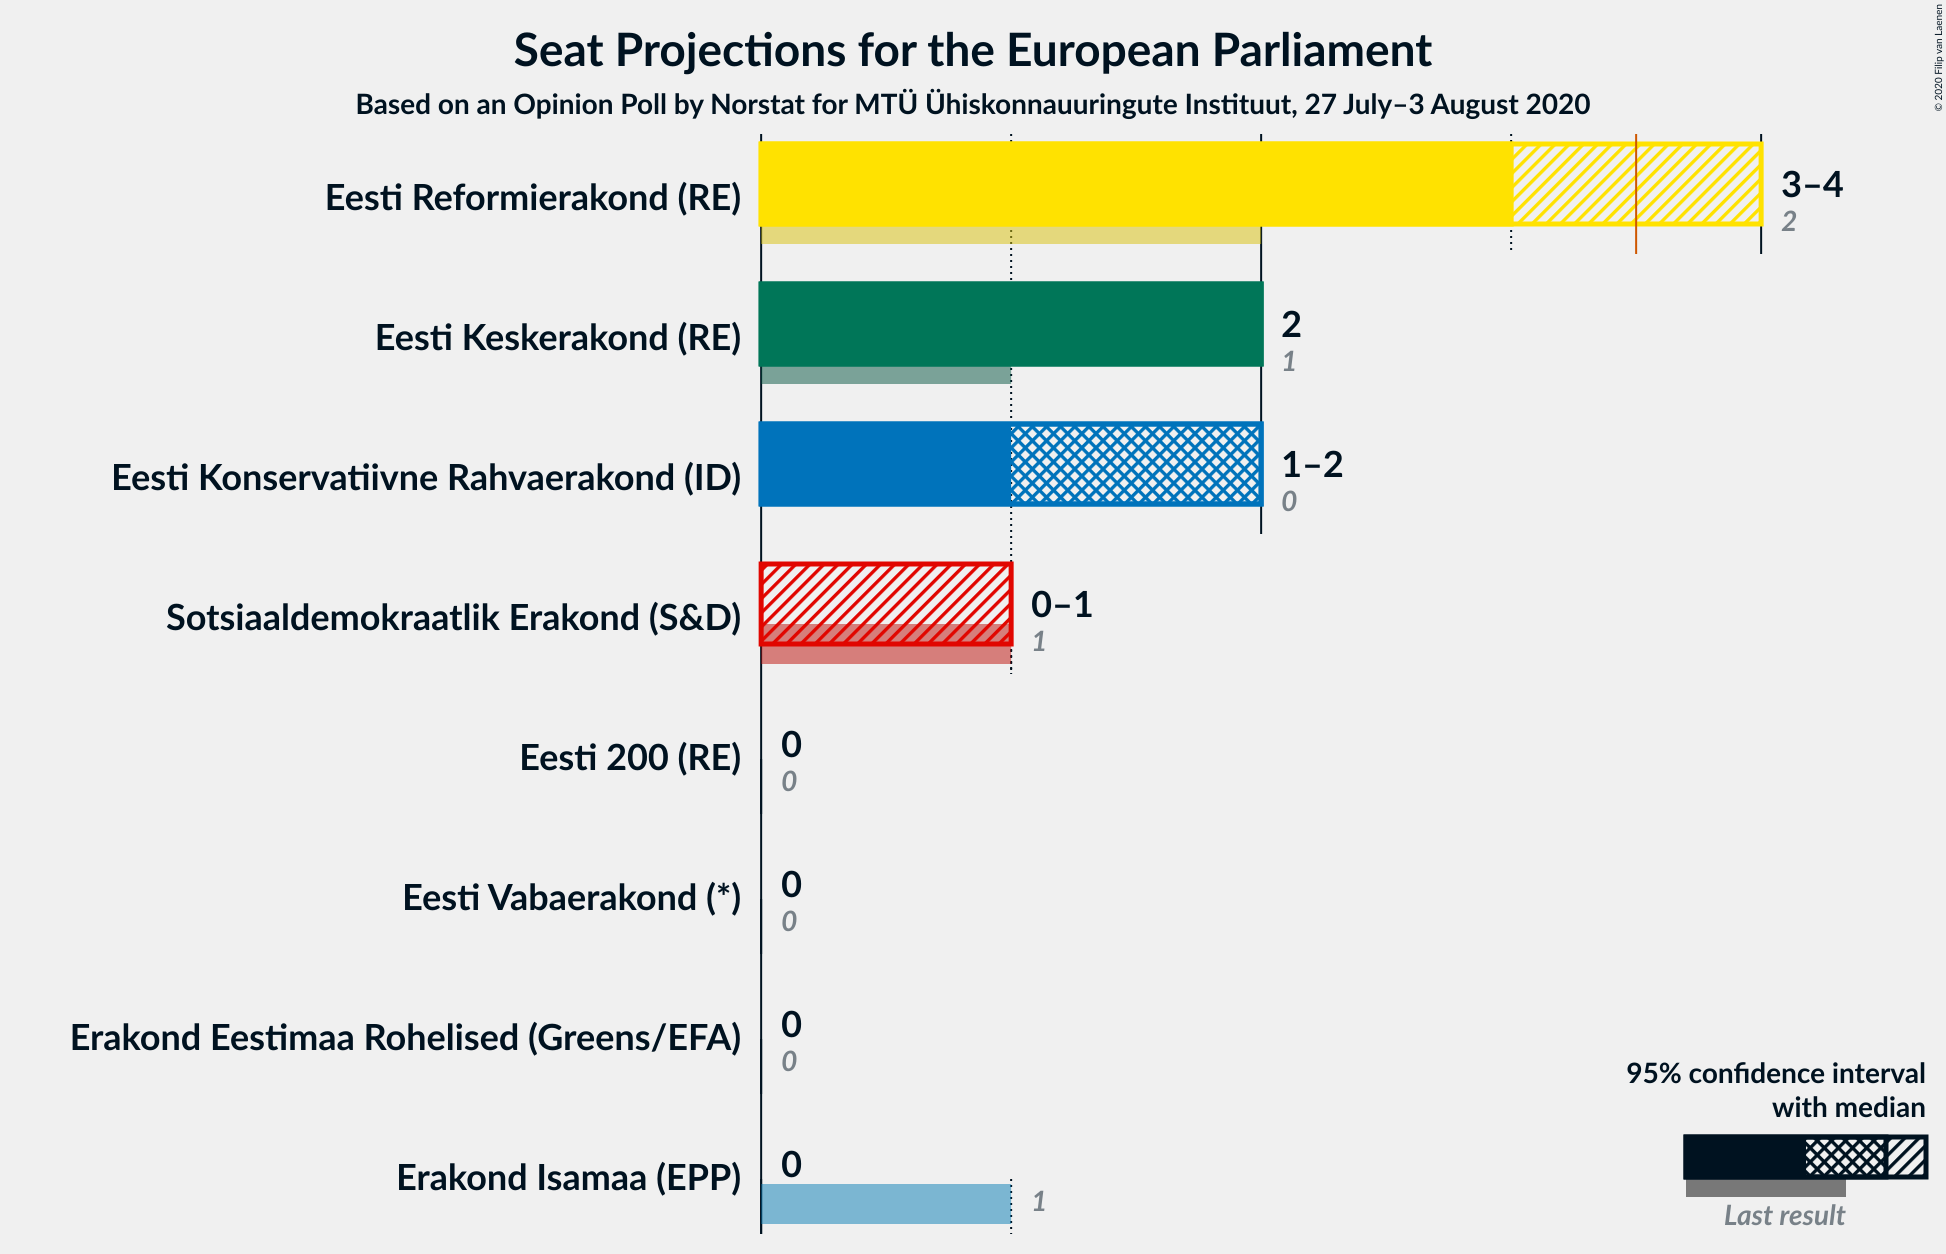 Seat Projections for the European Parliament
Based on an Opinion Poll by Norstat for MTÜ Ühiskonnauuringute Instituut, 27 July–3 August 2020
© 2020 Filip van Laenen
Eesti Reformierakond (RE)
3–4
2
Eesti Keskerakond (RE)
2
1
Eesti Konservatiivne Rahvaerakond (ID)
1–2
0
Sotsiaaldemokraatlik Erakond (S&D)
0–1
1
Eesti 200 (RE)
0
0
Eesti Vabaerakond (*)
0
0
Erakond Eestimaa Rohelised (Greens/EFA)
0
0
Erakond Isamaa (EPP)
0
1
95% confidence interval
with median
Last result